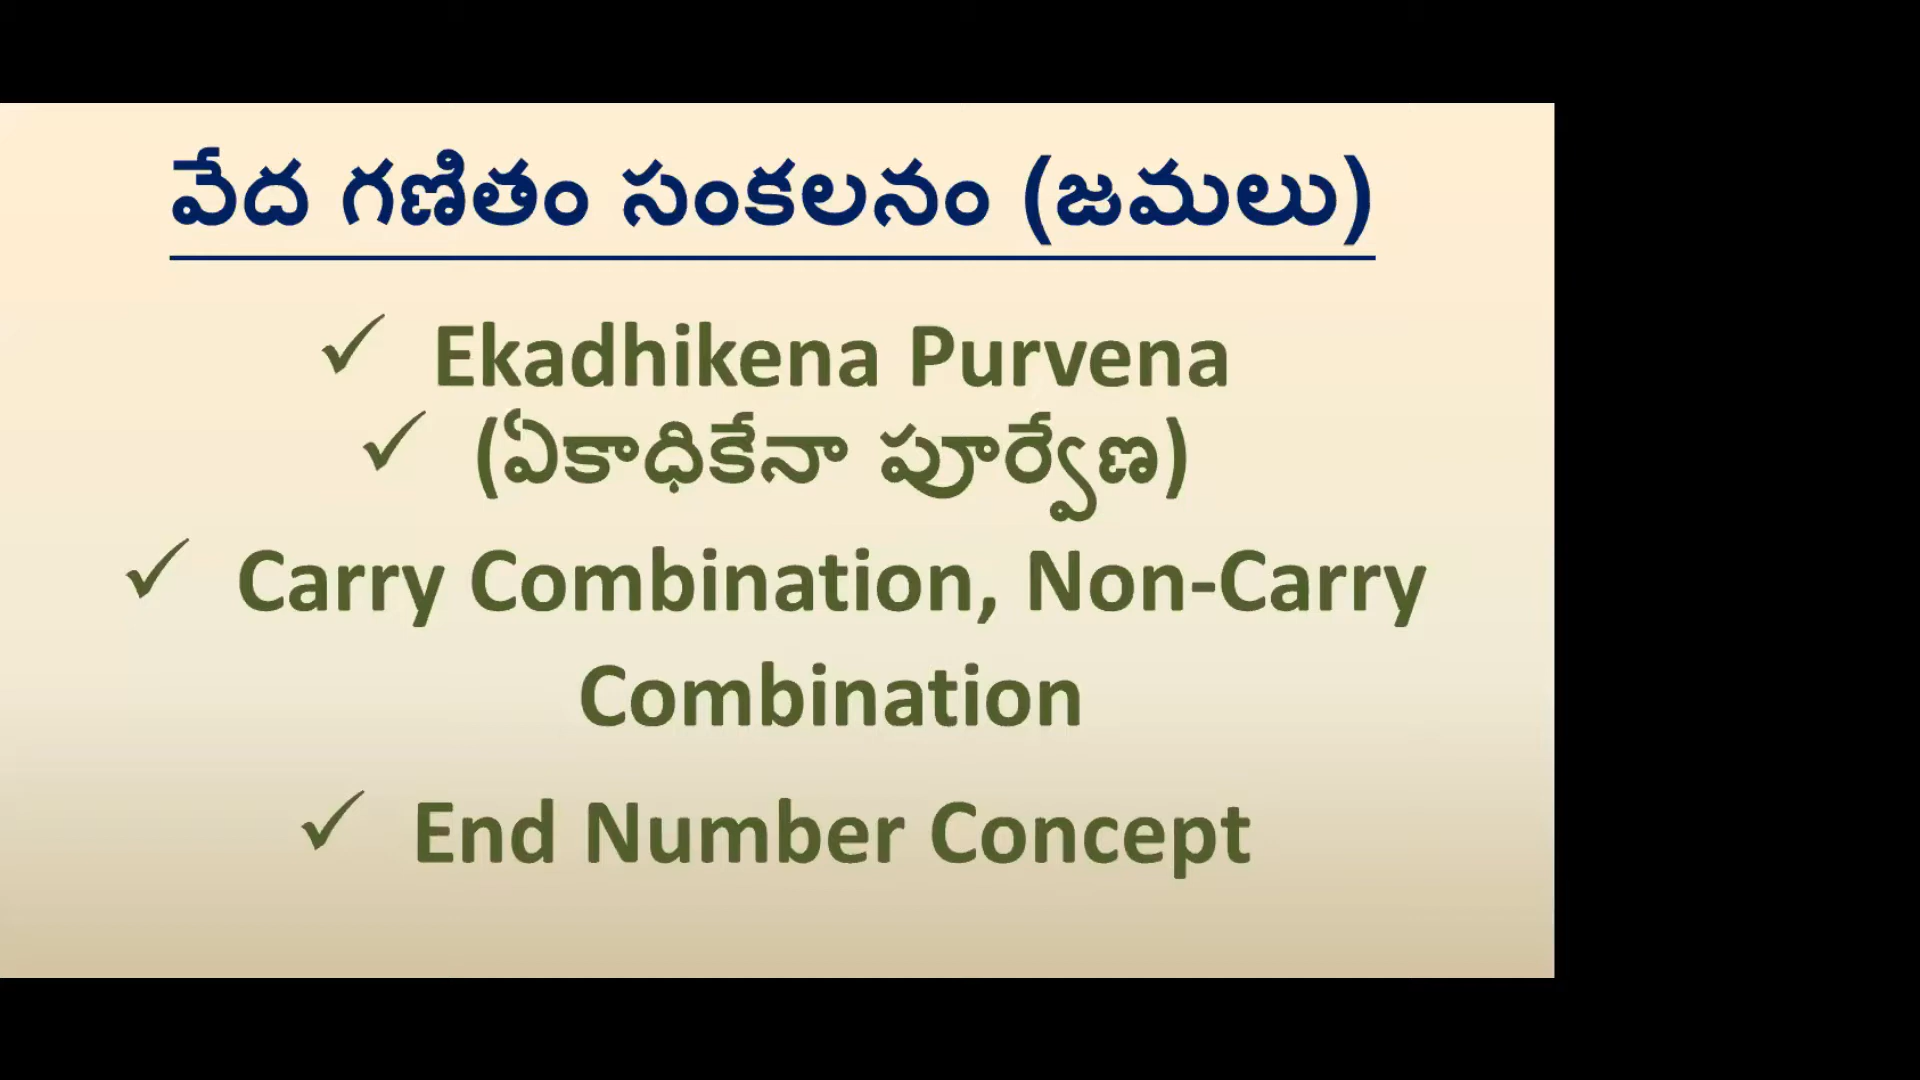 వేద గణితం సంకలనం (జమలు)
✓ Ekadhikena Purvena
✓ (ఏకాధికేనా పూర్వేణ)
✓ Carry Combination, Non-Carry
Combination
✓ End Number Concept